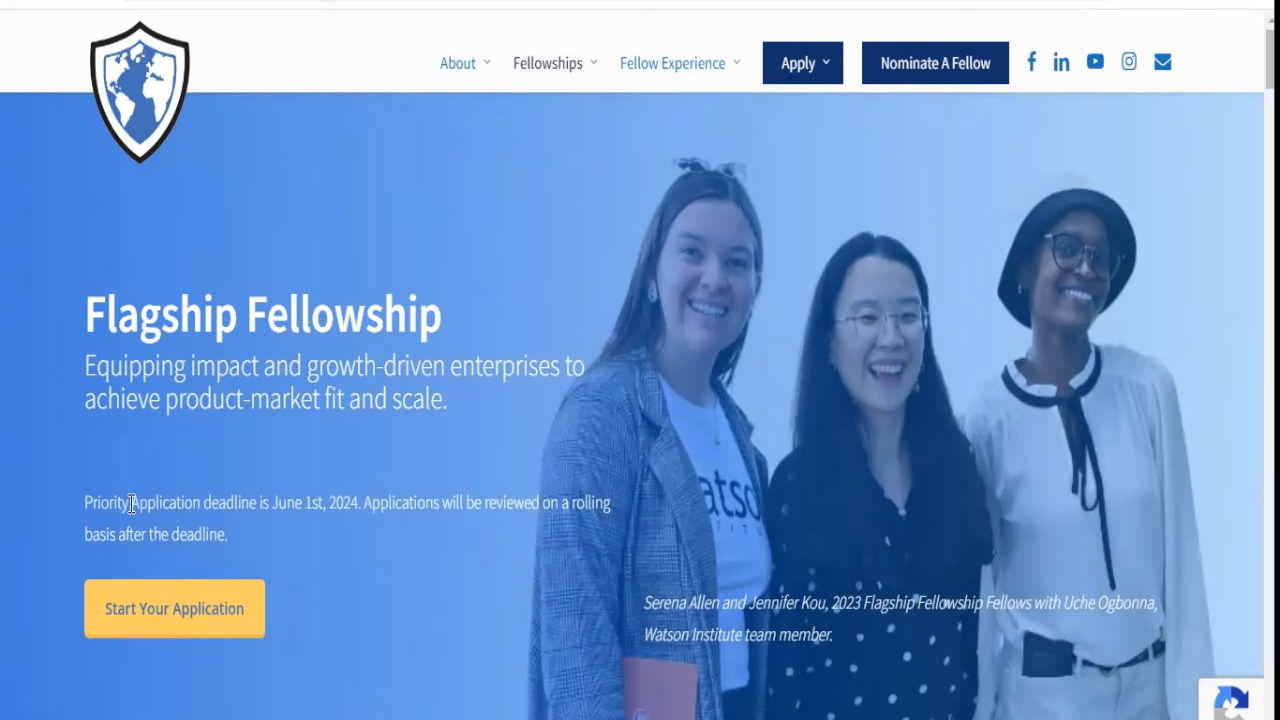 About
Fellowships
Fellow Experience
Apply
Nominate A Fellow
Flagship Fellowship
Equipping impact and growth-driven enterprises to
achieve product-market fit and scale.
Priority Application deadline is June 1st, 2024. Applications will be reviewed on a rolling
basis after the deadline.
Start Your Application
Serena Allen and Jennifer Kou, 2023 Flagship Fellowship Fellows with Uche Ogbonna,
Watson Institute team member.